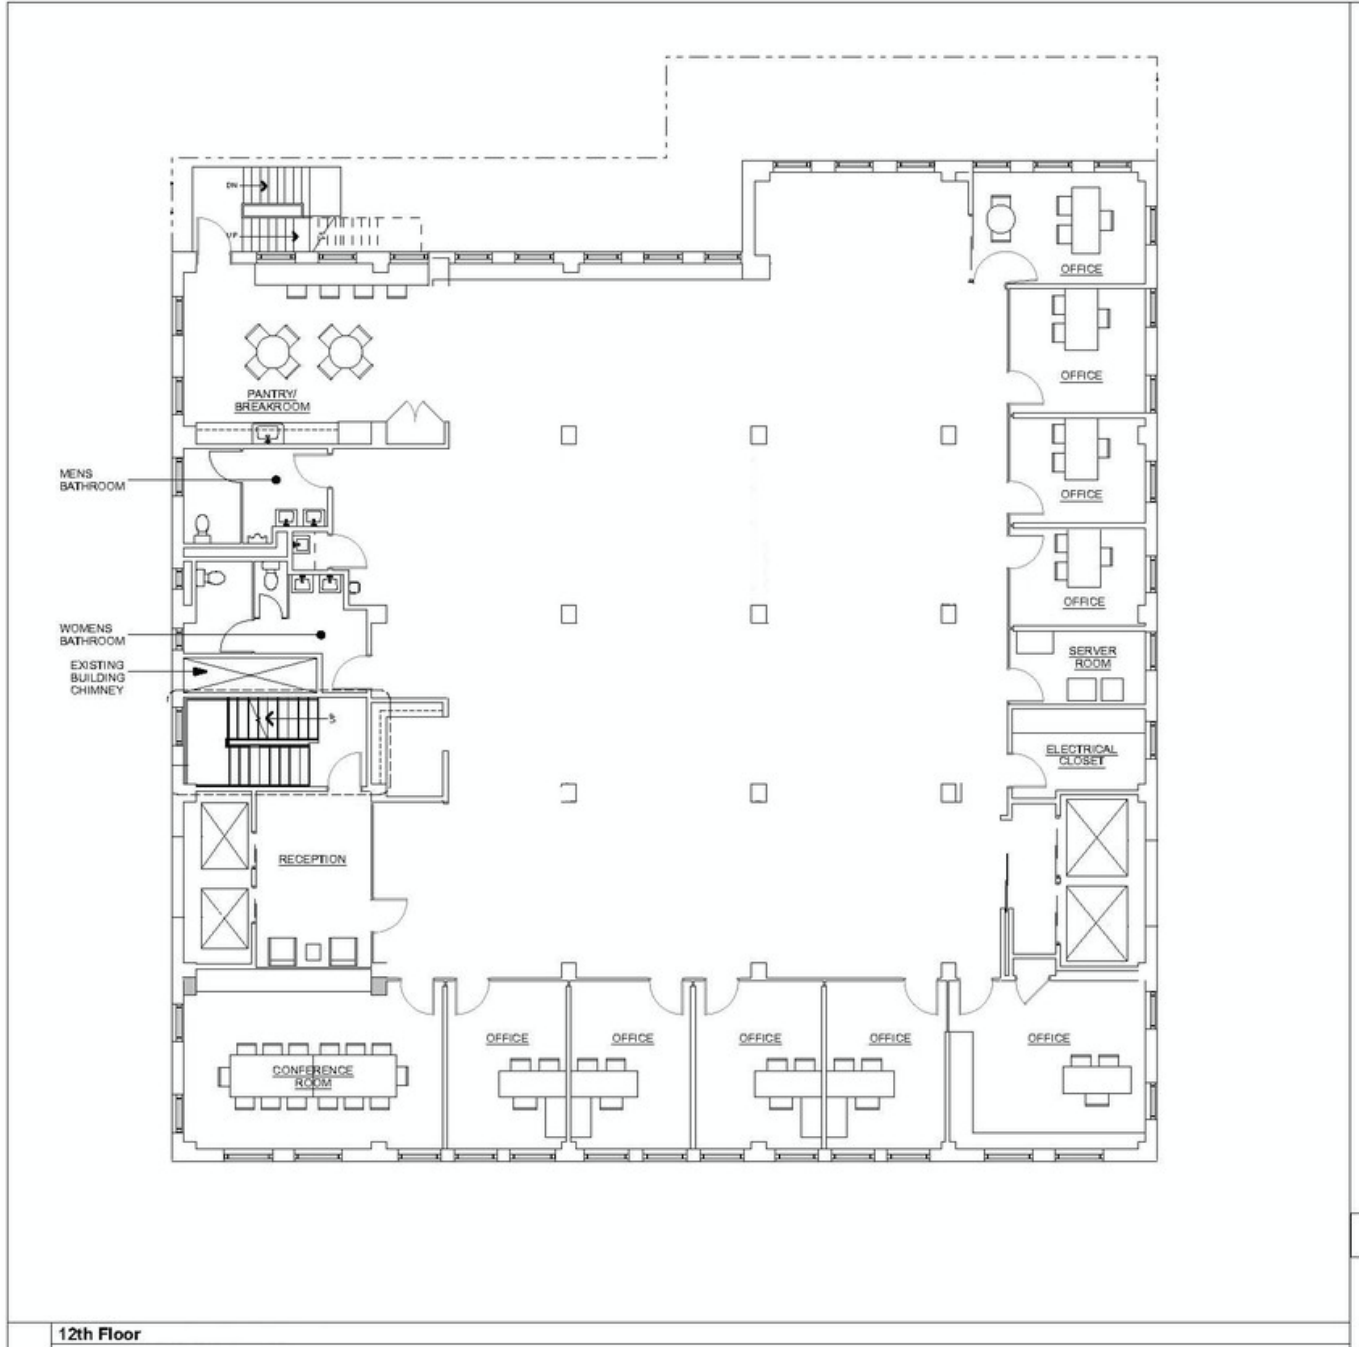 DN
UP
OFFICE
OFFICE
PANTRY/
BREAKROOM
MENS
BATHROOM
OFFICE
OFFICE
WOMENS
BATHROOM
SERVER
ROOM
EXISTING
BUILDING
CHIMNEY
UP
ELECTRICAL
CLOSET
RECEPTION
OFFICE
OFFICE
OFFICE
OFFICE
OFFICE
CONFERENCE
ROOM
12th Floor